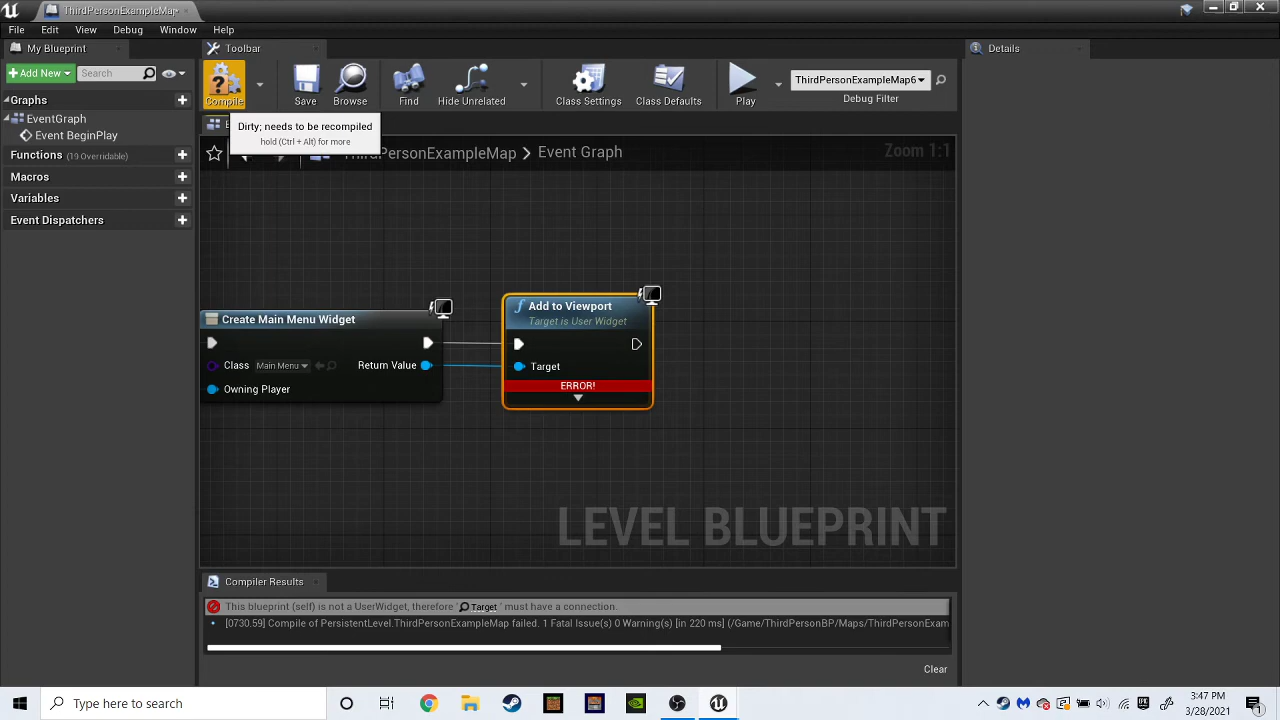 ThirdPersonExampleMap•
File Edit View Asset Debug Window Help
My Blueprint
Toolbar
Details
Add New
Search
Compile
Save
Browse
Find
Hide Unrelated
Class Settings
Class Defaults
Play
ThirdPersonExampleMap6
Debug Filter
Graphs
EventGraph
Event BeginPlay
Functions (19 Overridable)
Macros
Variables
Event Dispatchers
Dirty; needs to be recompiled
hold (Ctrl + Alt) for more
ThirdPersonExampleMap > Event Graph
Zoom 1:1
Create Main Menu Widget
Class Main Menu
Return Value
Owning Player
Add to Viewport
Target is User Widget
Target
ERROR!
LEVEL BLUEPRINT
Compiler Results
This blueprint (self) is not a UserWidget, therefore ' Target ' must have a connection.
[0730.59] Compile of PersistentLevel.ThirdPersonExampleMap failed. 1 Fatal Issue(s) 0 Warning(s) [in 220 ms] (/Game/ThirdPersonBP/Maps/ThirdPersonExam
Clear
Type here to search
3:47 PM
3/28/2021
1